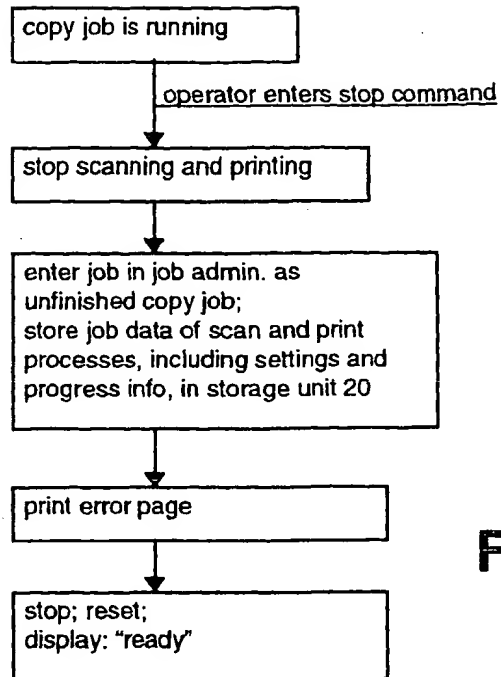 copy job is running
operator enters stop command
stop scanning and printing
enter job in job admin. as
unfinished copy job;
store job data of scan and print
processes, including settings and
progress info, in storage unit 20
print error page
F
stop; reset;
display: "ready"